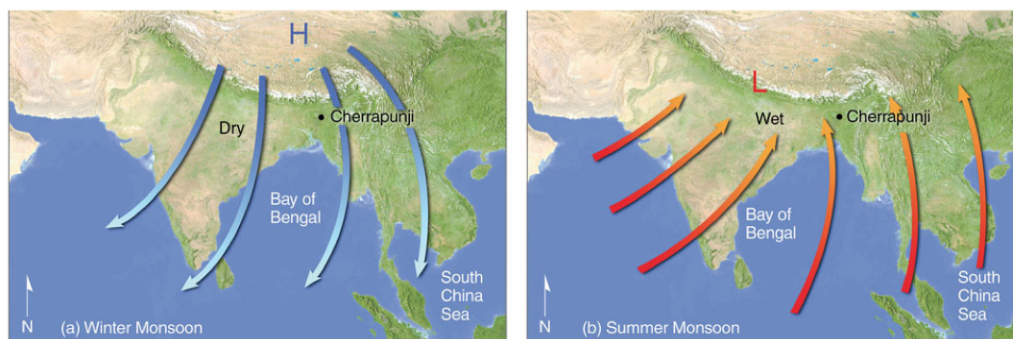 H
Dry
Cherrapunji
Bay of
Bengal
South
China
Sea
N
(a) Winter Monsoon
L
Wet
Cherrapunji
Bay of
Bengal
South
China
Sea
N
(b) Summer Monsoon